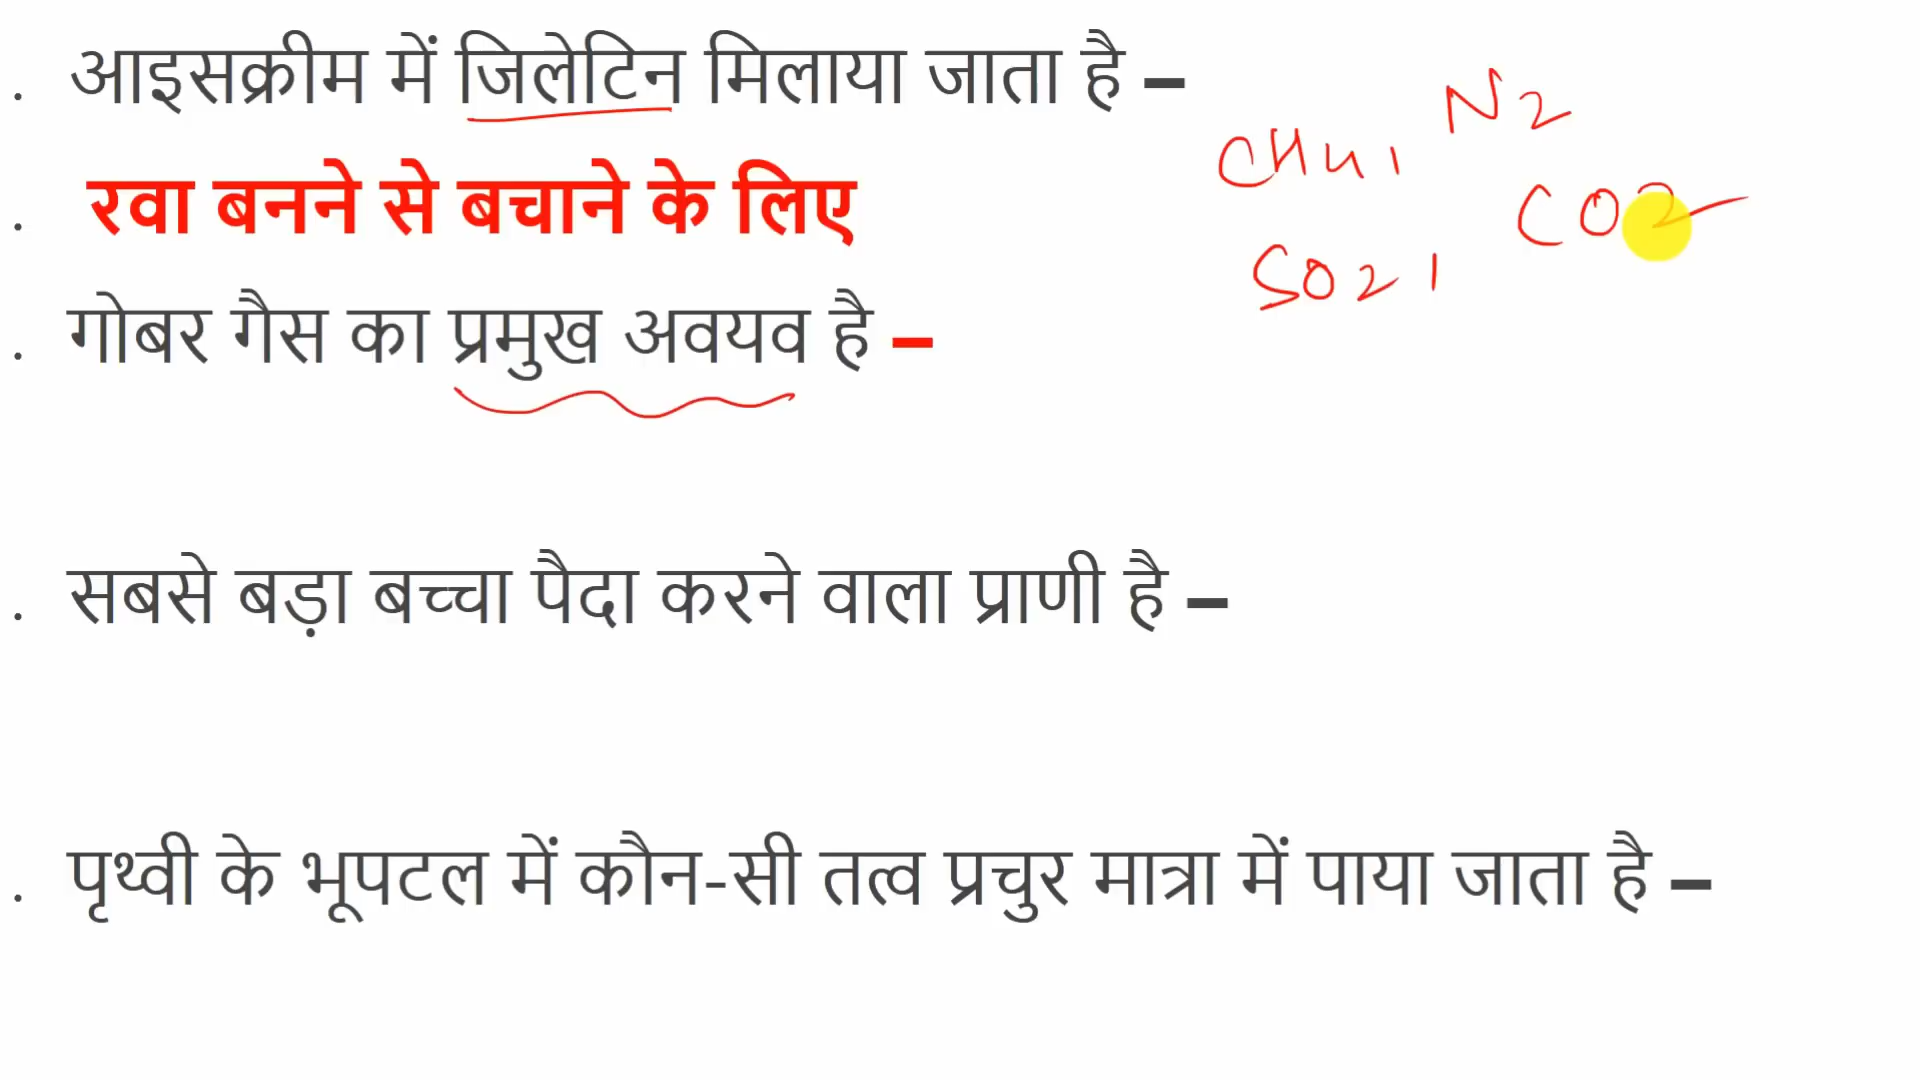 . आइसक्रीम में जिलेटिन मिलाया जाता है –
N2
CH4,
. रवा बनने से बचाने के लिए
CO2
SO2,
. गोबर गैस का प्रमुख अवयव है –
. सबसे बड़ा बच्चा पैदा करने वाला प्राणी है –
. पृथ्वी के भूपटल में कौन-सी तत्व प्रचुर मात्रा में पाया जाता है –